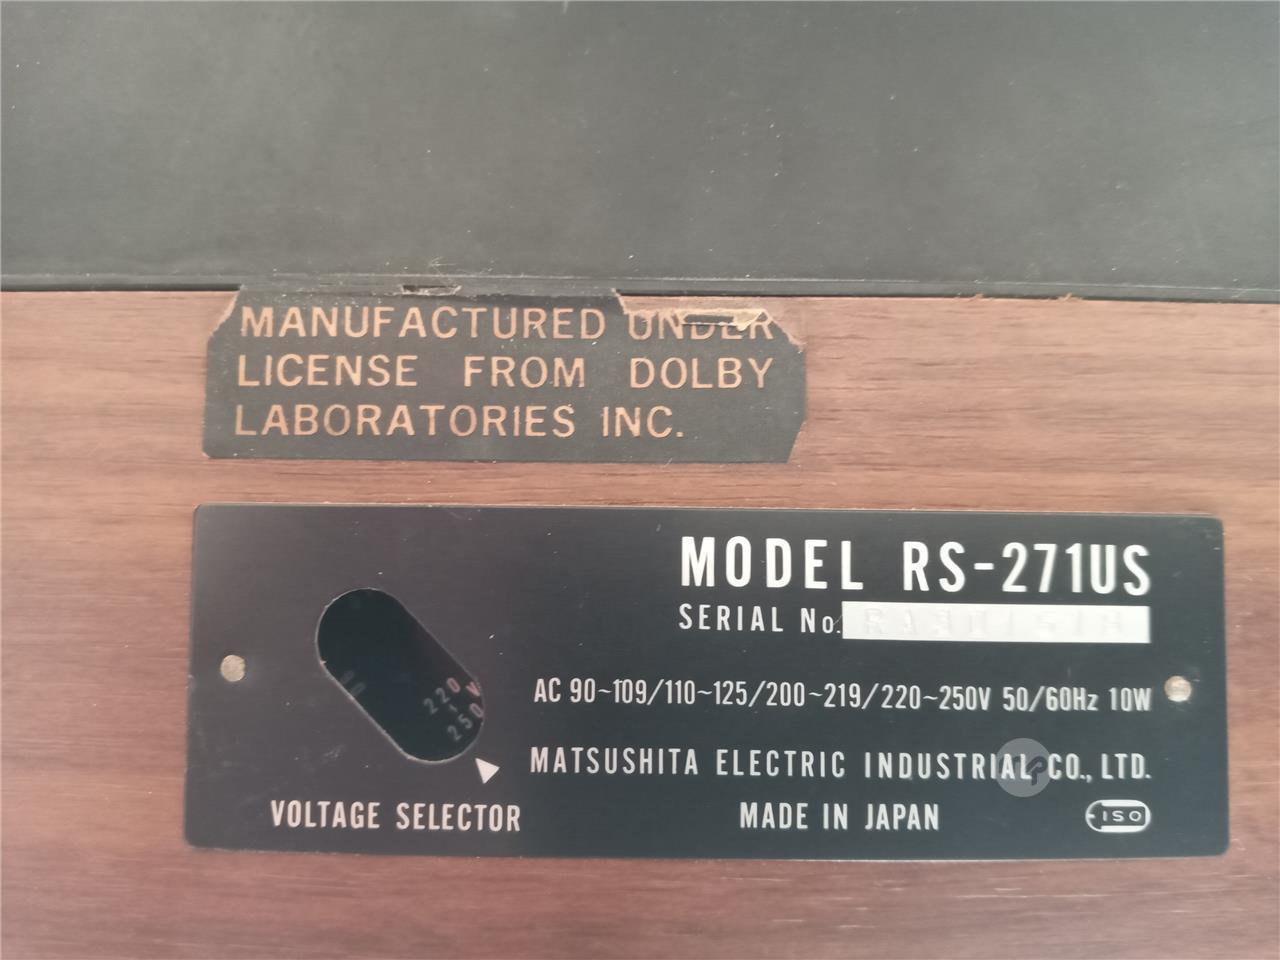 MANUFACTURED UNDER
LICENSE FROM DOLBY
LABORATORIES INC.
MODEL RS-271US
SERIAL No.
220
~
250V
AC 90~109/110~125/200~219/220~250V 50/60Hz 10W
MATSUSHITA ELECTRIC INDUSTRIAL CO., LTD.
VOLTAGE SELECTOR
MADE IN JAPAN
ISO